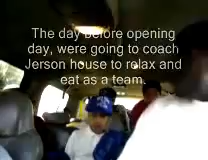 The day before opening
day, were going to coach
Jerson house to relax and
eat as a team.